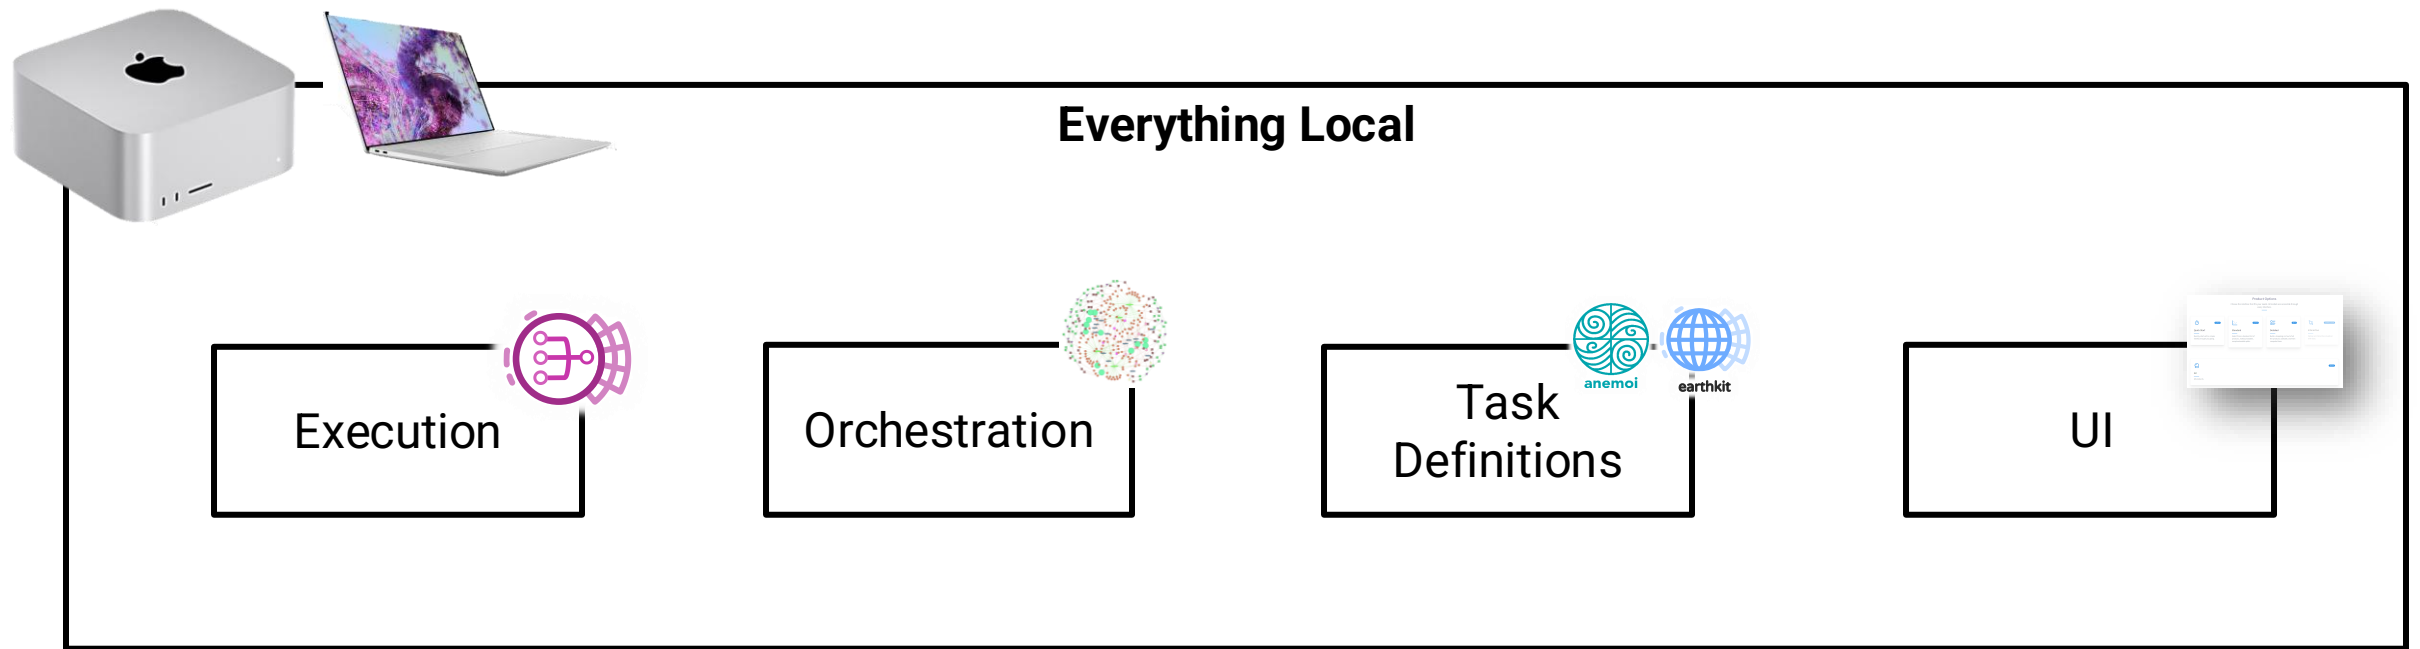 Everything Local
Execution
Orchestration
Task
Definitions
anemoi
earthkit
UI